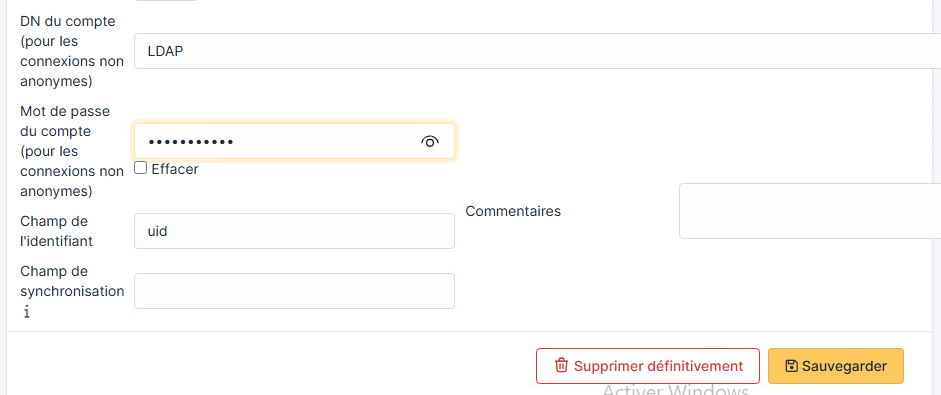 DN du compte
(pour les
connexions non
anonymes)
LDAP
Mot de passe
du compte
(pour les
connexions non
anonymes)
•••••••••••
Effacer
Champ de
l'identifiant
uid
Commentaires
Champ de
synchronisation
i
Supprimer définitivement
Sauvegarder
Activer Windows